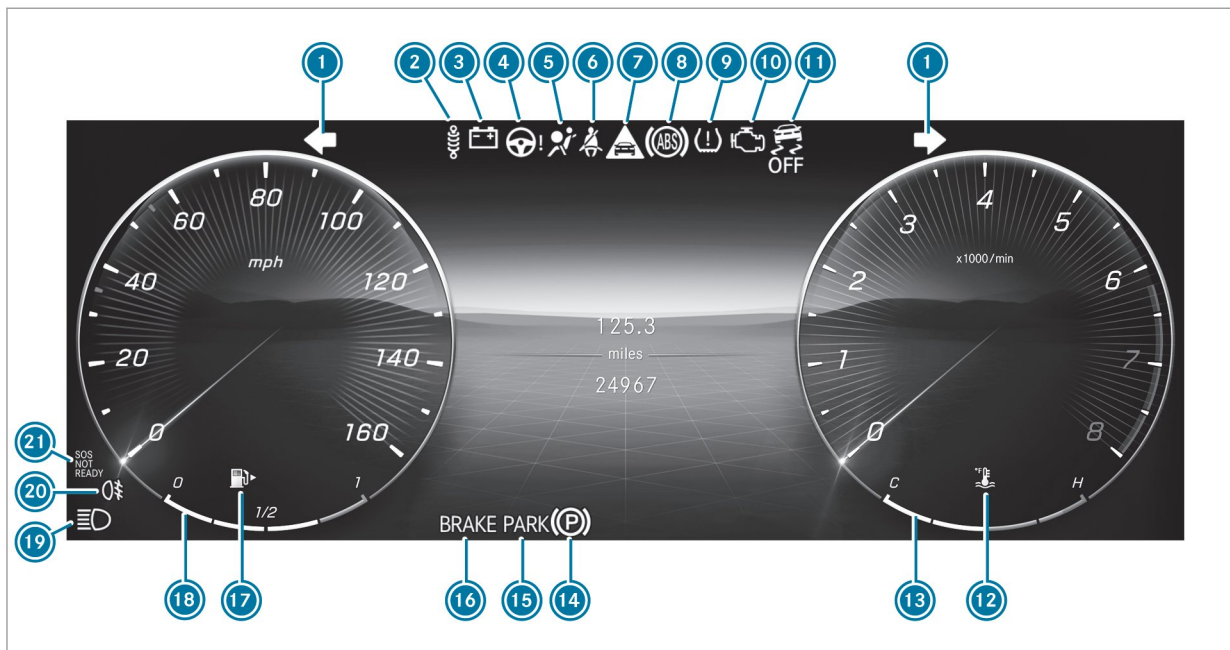 1 2 3 4 5 6 7 8 9 10 11 1
ABS
OFF
0 20 40 60 80 100 120 140 160
mph
125.3
miles
24967
0 1 2 3 4 5 6 7 8
x1000/min
SOS
NOT
READY
0 1/2 1
C H
°F
BRAKE PARK (P)
21
20
19
18 17 16 15 14 13 12